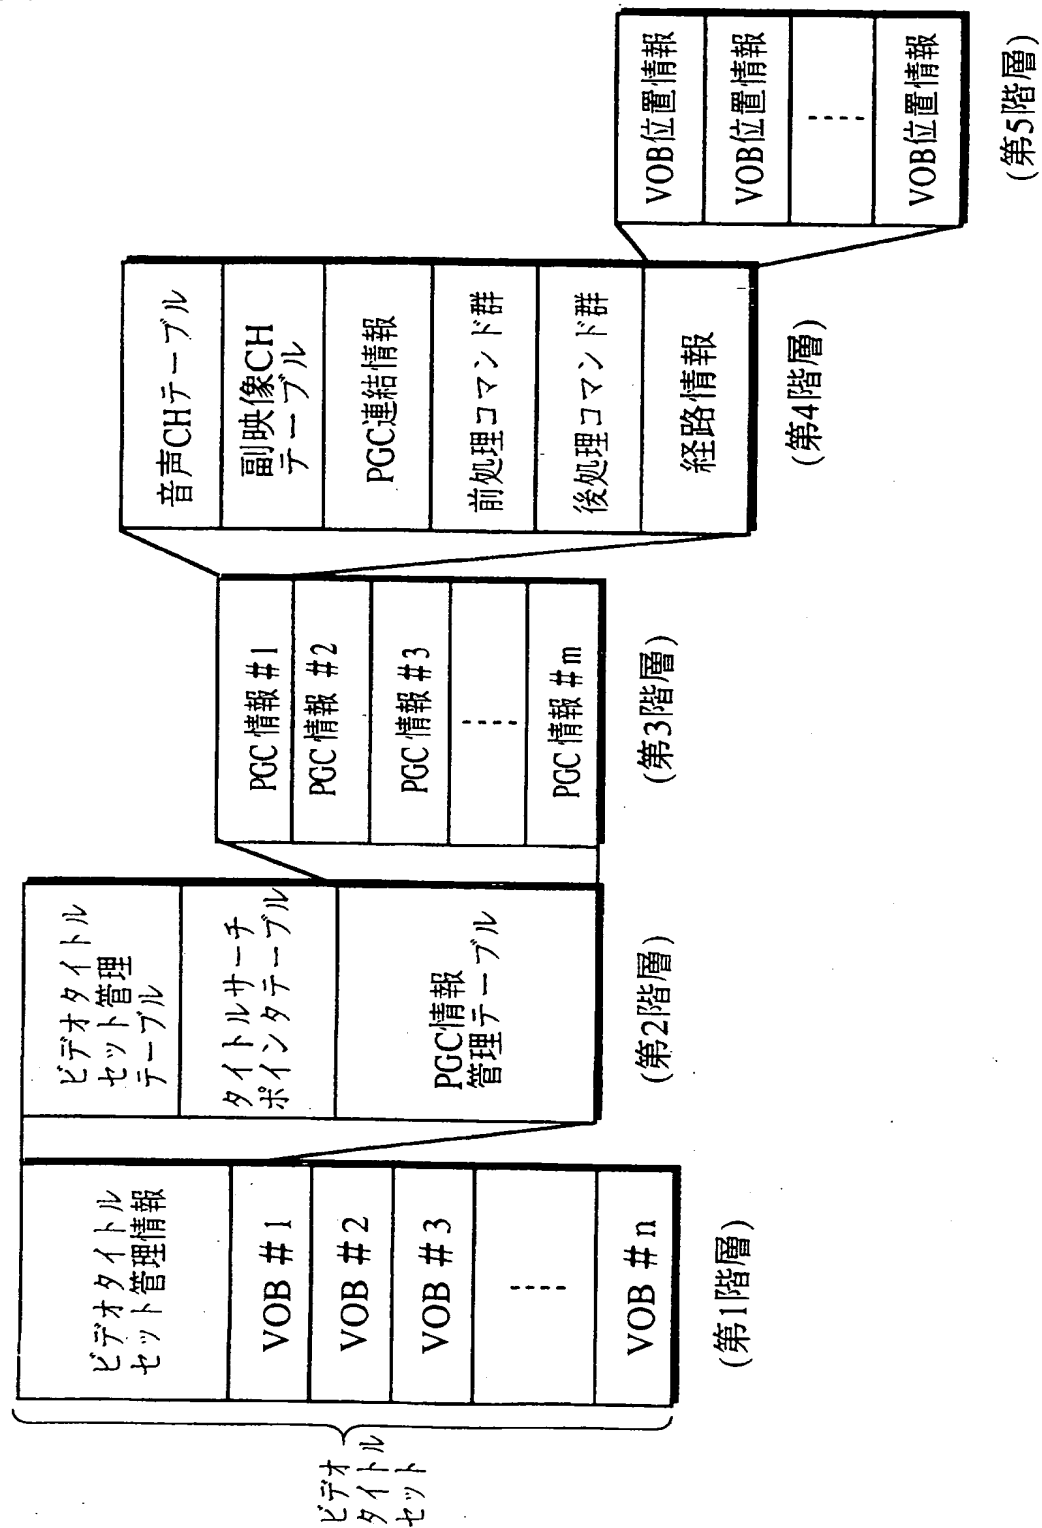 ビデオ
タイトル
セット
ビデオタイトル
セット管理情報
VOB #1
VOB #2
VOB #3
VOB #n
(第1階層)
ビデオタイトル
セット管理
テーブル
タイトルサーチ
ポインタテーブル
PGC情報
管理テーブル
(第2階層)
PGC情報#1
PGC情報#2
PGC情報#3
PGC情報#m
(第3階層)
音声CHテーブル
副映像CH
テーブル
PGC連結情報
前処理コマンド群
後処理コマンド群
経路情報
(第4階層)
VOB位置情報
VOB位置情報
VOB位置情報
(第5階層)